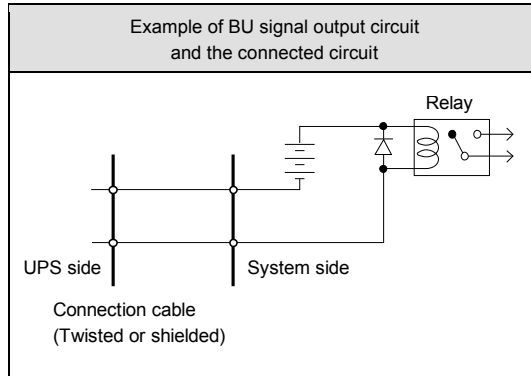 Example of BU signal output circuit
and the connected circuit
Relay
UPS side
System side
Connection cable
(Twisted or shielded)